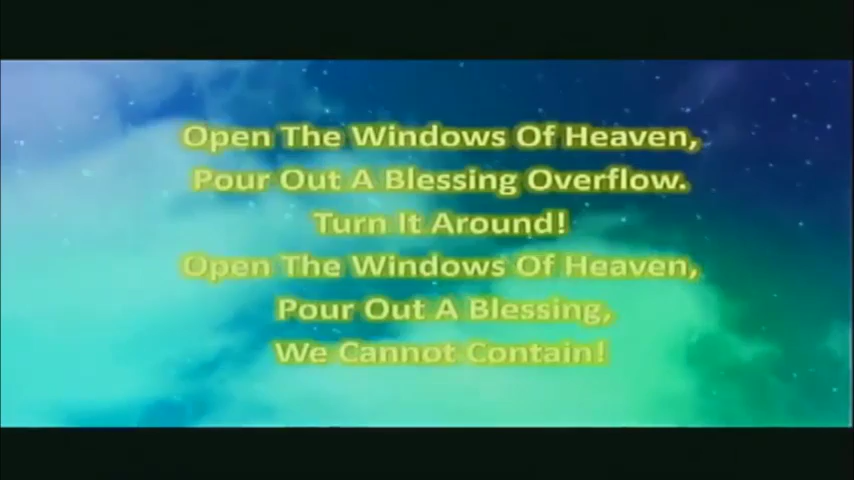 Open The Windows Of Heaven,
Pour Out A Blessing Overflow.
Turn It Around!
Open The Windows Of Heaven,
Pour Out A Blessing,
We Cannot Contain!